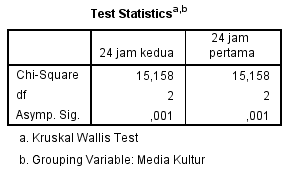 Test Statisticsa,b
24 jam kedua 24 jam pertama
Chi-Square 15,158 15,158
df 2 2
Asymp. Sig. ,001 ,001
a. Kruskal Wallis Test
b. Grouping Variable: Media Kultur